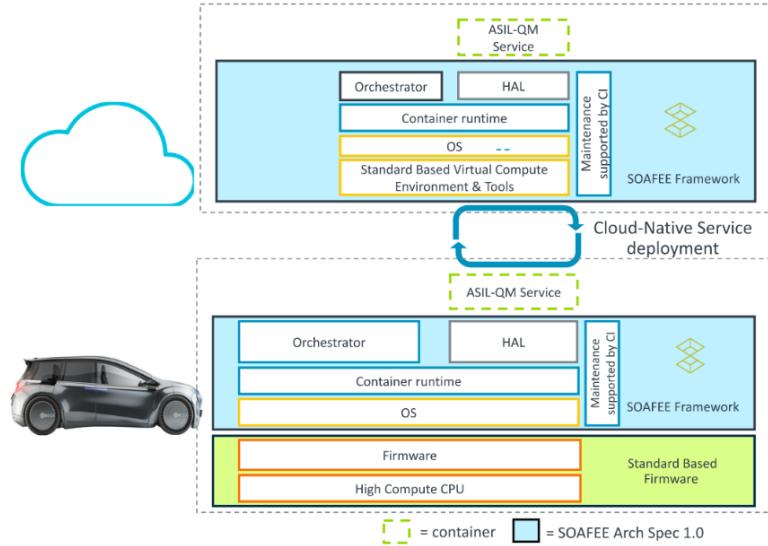 ASIL-QM
Service
Orchestrator
HAL
Container runtime
OS
Standard Based Virtual Compute
Environment & Tools
Maintenance
supported by CI
SOAFEE Framework
Cloud-Native Service
deployment
ASIL-QM Service
Orchestrator
HAL
Container runtime
OS
Maintenance
supported by CI
SOAFEE Framework
Firmware
High Compute CPU
Standard Based
Firmware
= container
= SOAFEE Arch Spec 1.0